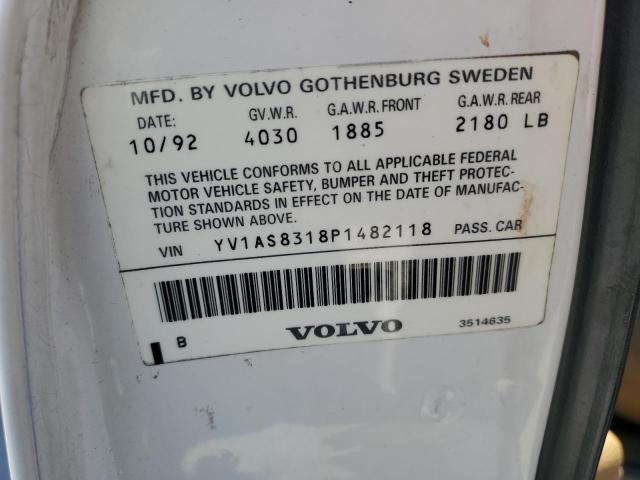 MFD. BY VOLVO GOTHENBURG SWEDEN
DATE: GV.W.R. G.A.W.R. FRONT G.A.W.R. REAR
10/92 4030 1885 2180 LB
THIS VEHICLE CONFORMS TO ALL APPLICABLE FEDERAL
MOTOR VEHICLE SAFETY, BUMPER AND THEFT PROTEC-
TION STANDARDS IN EFFECT ON THE DATE OF MANUFAC-
TURE SHOWN ABOVE.
VIN YV1AS8318P1482118 PASS. CAR
B VOLVO 3514635